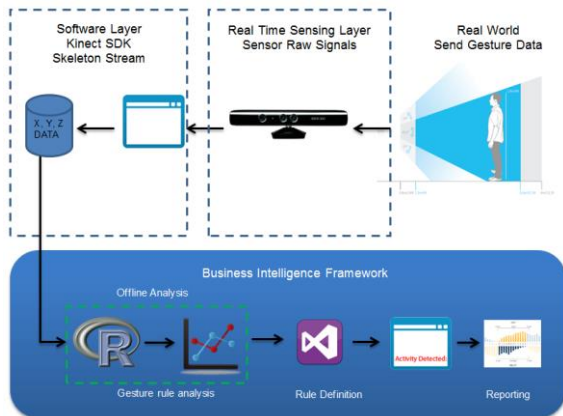 Software Layer
Kinect SDK
Skeleton Stream
Real Time Sensing Layer
Sensor Raw Signals
Real World
Send Gesture Data
X, Y, Z
DATA
Business Intelligence Framework
Offline Analysis
R
Activity Detected
Gesture rule analysis
Rule Definition
Reporting